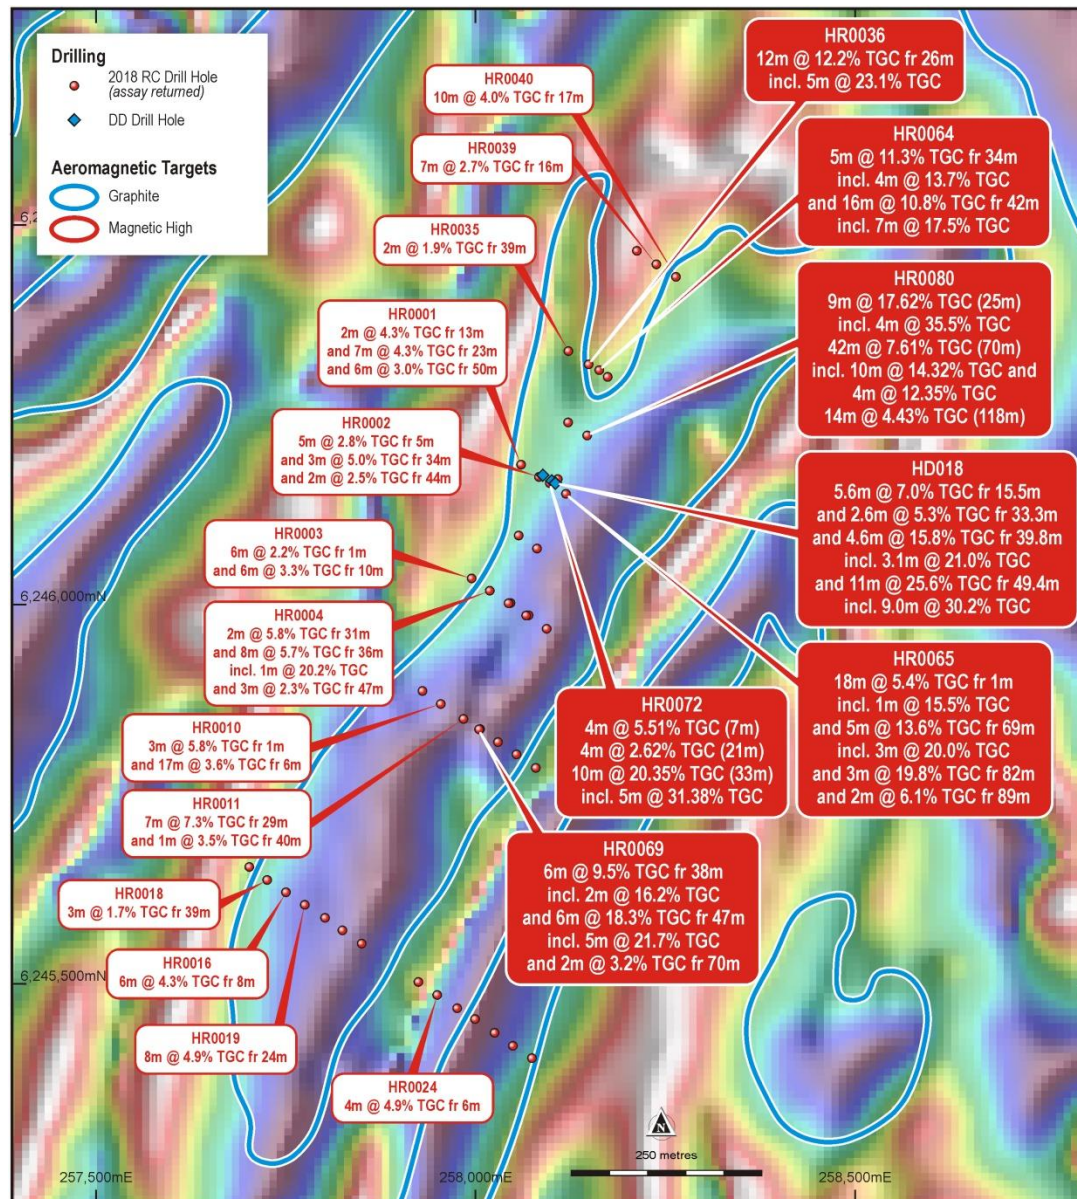 Drilling
2018 RC Drill Hole
(assay returned)
DD Drill Hole
Aeromagnetic Targets
Graphite
Magnetic High
HR0036
12m @ 12.2% TGC fr 26m
incl. 5m @ 23.1% TGC
HR0040
10m @ 4.0% TGC fr 17m
HR0039
7m @ 2.7% TGC fr 16m
HR0064
5m @ 11.3% TGC fr 34m
incl. 4m @ 13.7% TGC
and 16m @ 10.8% TGC fr 42m
incl. 7m @ 17.5% TGC
HR0035
2m @ 1.9% TGC fr 39m
HR0080
9m @ 17.62% TGC (25m)
incl. 4m @ 35.5% TGC
42m @ 7.61% TGC (70m)
incl. 10m @ 14.32% TGC and
4m @ 12.35% TGC
14m @ 4.43% TGC (118m)
HR0001
2m @ 4.3% TGC fr 13m
and 7m @ 4.3% TGC fr 23m
and 6m @ 3.0% TGC fr 50m
HR0002
5m @ 2.8% TGC fr 5m
and 3m @ 5.0% TGC fr 34m
and 2m @ 2.5% TGC fr 44m
HD018
5.6m @ 7.0% TGC fr 15.5m
and 2.6m @ 5.3% TGC fr 33.3m
and 4.6m @ 15.8% TGC fr 39.8m
incl. 3.1m @ 21.0% TGC
and 11m @ 25.6% TGC fr 49.4m
incl. 9.0m @ 30.2% TGC
HR0003
6m @ 2.2% TGC fr 1m
and 6m @ 3.3% TGC fr 10m
6,246,000mN
HR0004
2m @ 5.8% TGC fr 31m
and 8m @ 5.7% TGC fr 36m
incl. 1m @ 20.2% TGC
and 3m @ 2.3% TGC fr 47m
HR0065
18m @ 5.4% TGC fr 1m
incl. 1m @ 15.5% TGC
and 5m @ 13.6% TGC fr 69m
incl. 3m @ 20.0% TGC
and 3m @ 19.8% TGC fr 82m
and 2m @ 6.1% TGC fr 89m
HR0072
4m @ 5.51% TGC (7m)
4m @ 2.62% TGC (21m)
10m @ 20.35% TGC (33m)
incl. 5m @ 31.38% TGC
HR0010
3m @ 5.8% TGC fr 1m
and 17m @ 3.6% TGC fr 6m
HR0011
7m @ 7.3% TGC fr 29m
and 1m @ 3.5% TGC fr 40m
HR0069
6m @ 9.5% TGC fr 38m
incl. 2m @ 16.2% TGC
and 6m @ 18.3% TGC fr 47m
incl. 5m @ 21.7% TGC
and 2m @ 3.2% TGC fr 70m
HR0018
3m @ 1.7% TGC fr 39m
HR0016
6m @ 4.3% TGC fr 8m
6,245,500mN
HR0019
8m @ 4.9% TGC fr 24m
HR0024
4m @ 4.9% TGC fr 6m
N
250 metres
257,500mE
258,000mE
258,500mE